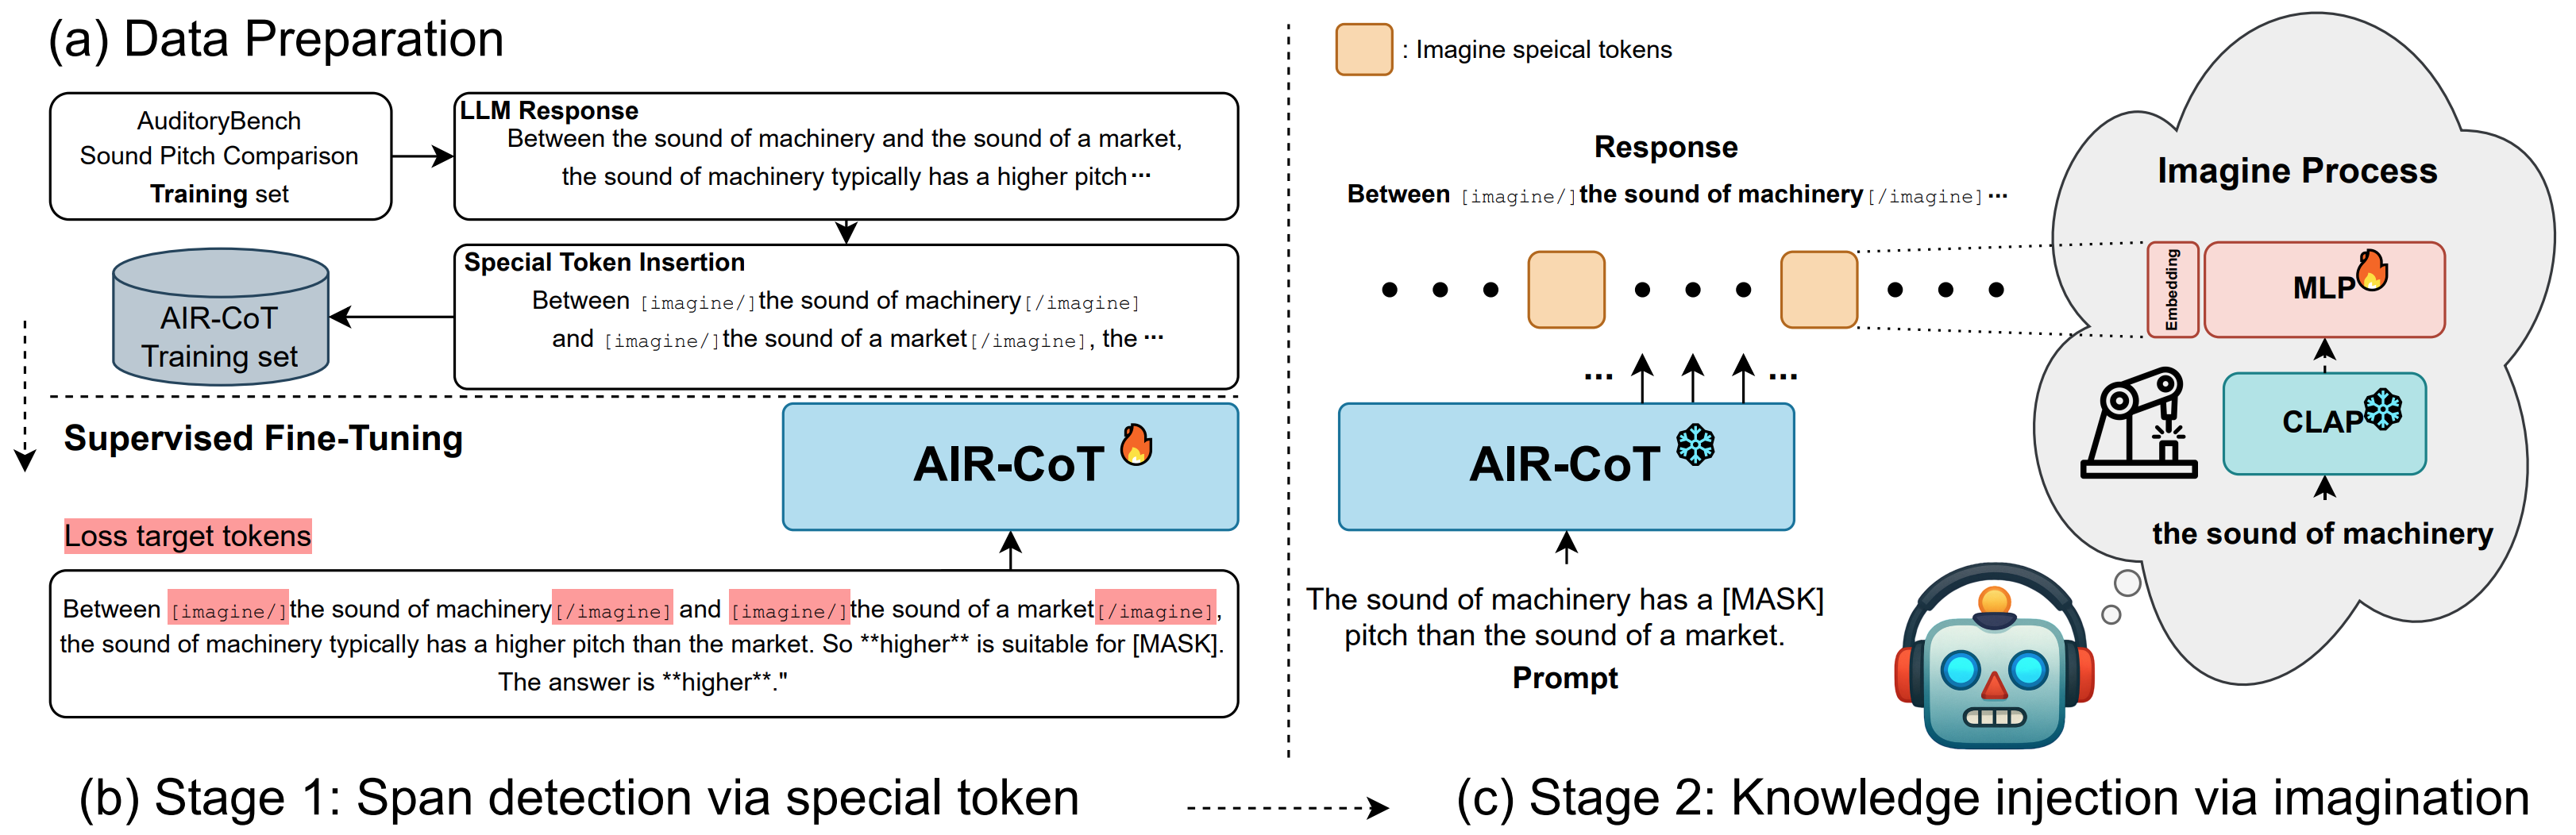 (a) Data Preparation
AuditoryBench
Sound Pitch Comparison
Training set
LLM Response
Between the sound of machinery and the sound of a market,
the sound of machinery typically has a higher pitch ...
Special Token Insertion
Between [imagine/]the sound of machinery[/imagine]
and [imagine/]the sound of a market[/imagine], the ...
AIR-CoT
Training set
Supervised Fine-Tuning
AIR-CoT
Loss target tokens
Between [imagine/]the sound of machinery[/imagine] and [imagine/]the sound of a market[/imagine],
the sound of machinery typically has a higher pitch than the market. So **higher** is suitable for [MASK].
The answer is **higher**."
(b) Stage 1: Span detection via special token
: Imagine speical tokens
Response
Between [imagine/]the sound of machinery[/imagine] ...
... ...
AIR-CoT
The sound of machinery has a [MASK]
pitch than the sound of a market.
Prompt
Imagine Process
Embedding
MLP
CLAP
the sound of machinery
(c) Stage 2: Knowledge injection via imagination